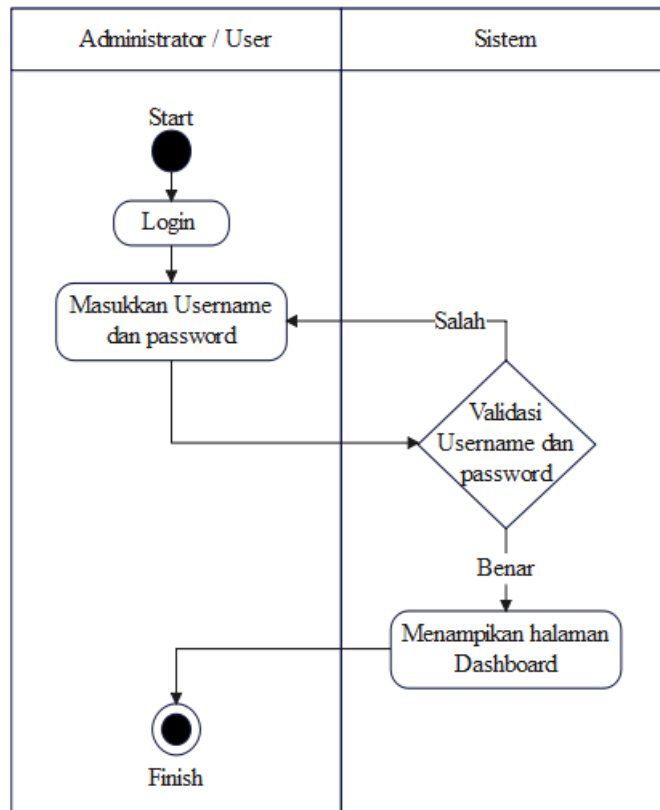 Administrator / User
Sistem
Start
Login
Masukkan Username
dan password
Salah
Validasi
Username dan
password
Benar
Menampikan halaman
Dashboard
Finish